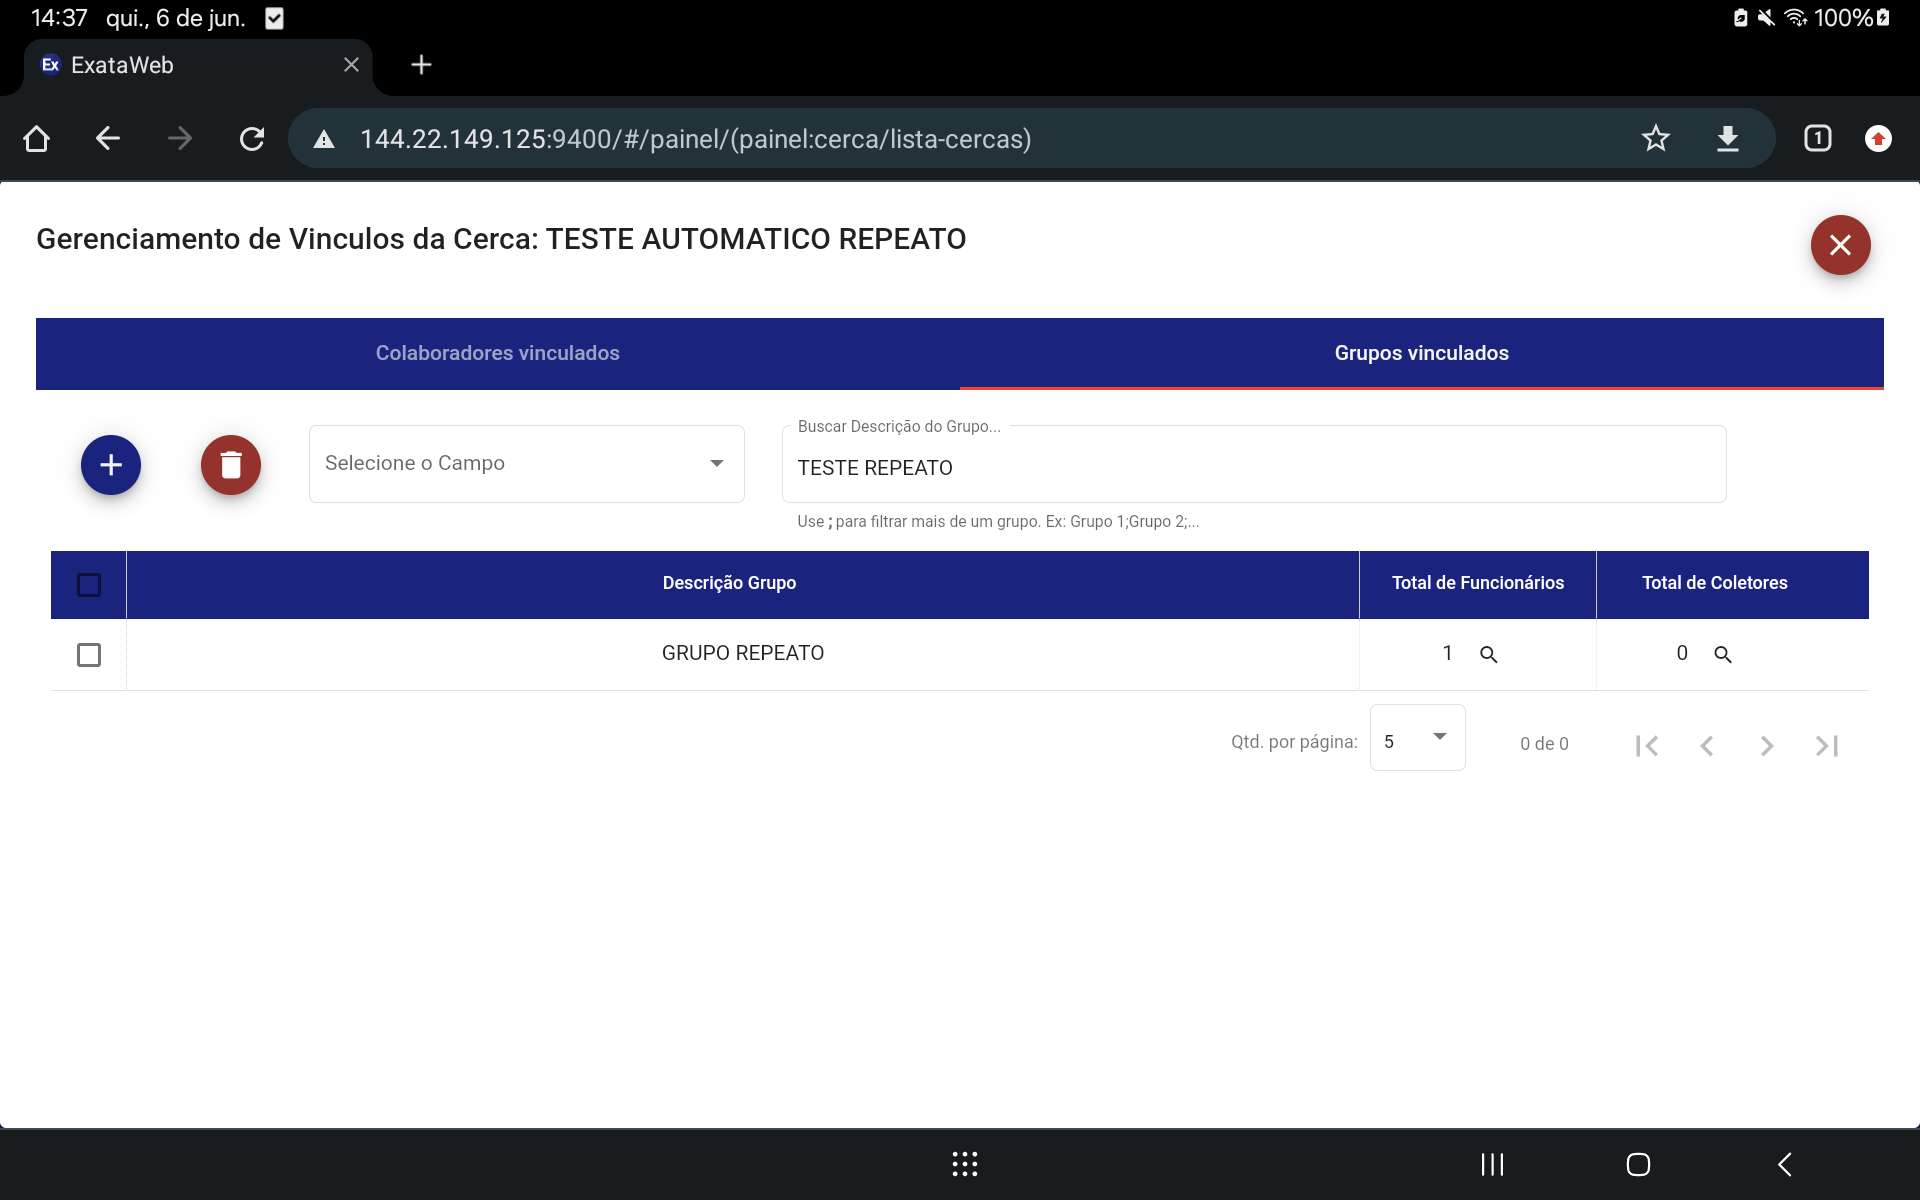 14:37 qui., 6 de jun. 100%
Ex ExataWeb
144.22.149.125:9400/#/painel/(painel:cerca/lista-cercas) 1
Gerenciamento de Vinculos da Cerca: TESTE AUTOMATICO REPEATO
Colaboradores vinculados Grupos vinculados
Buscar Descrição do Grupo...
Selecione o Campo TESTE REPEATO
Use ; para filtrar mais de um grupo. Ex: Grupo 1;Grupo 2;...
Descrição Grupo Total de Funcionários Total de Coletores
GRUPO REPEATO 1 0
Qtd. por página: 5 0 de 0